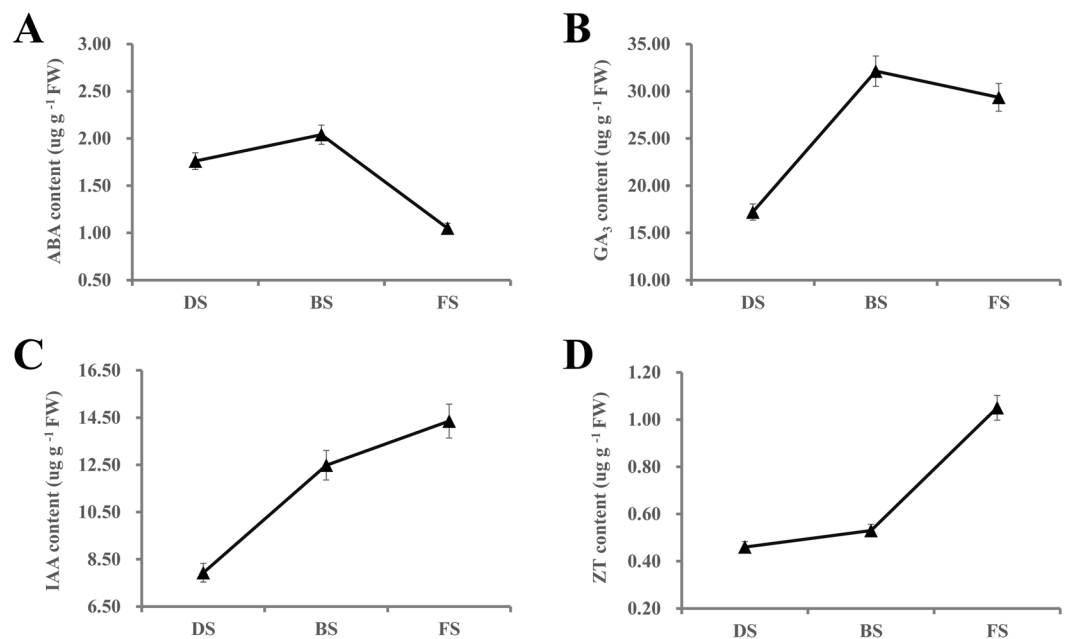 A
3.00
2.50
2.00
1.50
1.00
0.50
ABA content (ug g -1 FW)
DS BS FS
B
35.00
30.00
25.00
20.00
15.00
10.00
GA3 content (ug g -1 FW)
DS BS FS
C
16.50
14.50
12.50
10.50
8.50
6.50
IAA content (ug g -1 FW)
DS BS FS
D
1.20
1.00
0.80
0.60
0.40
0.20
ZT content (ug g -1 FW)
DS BS FS